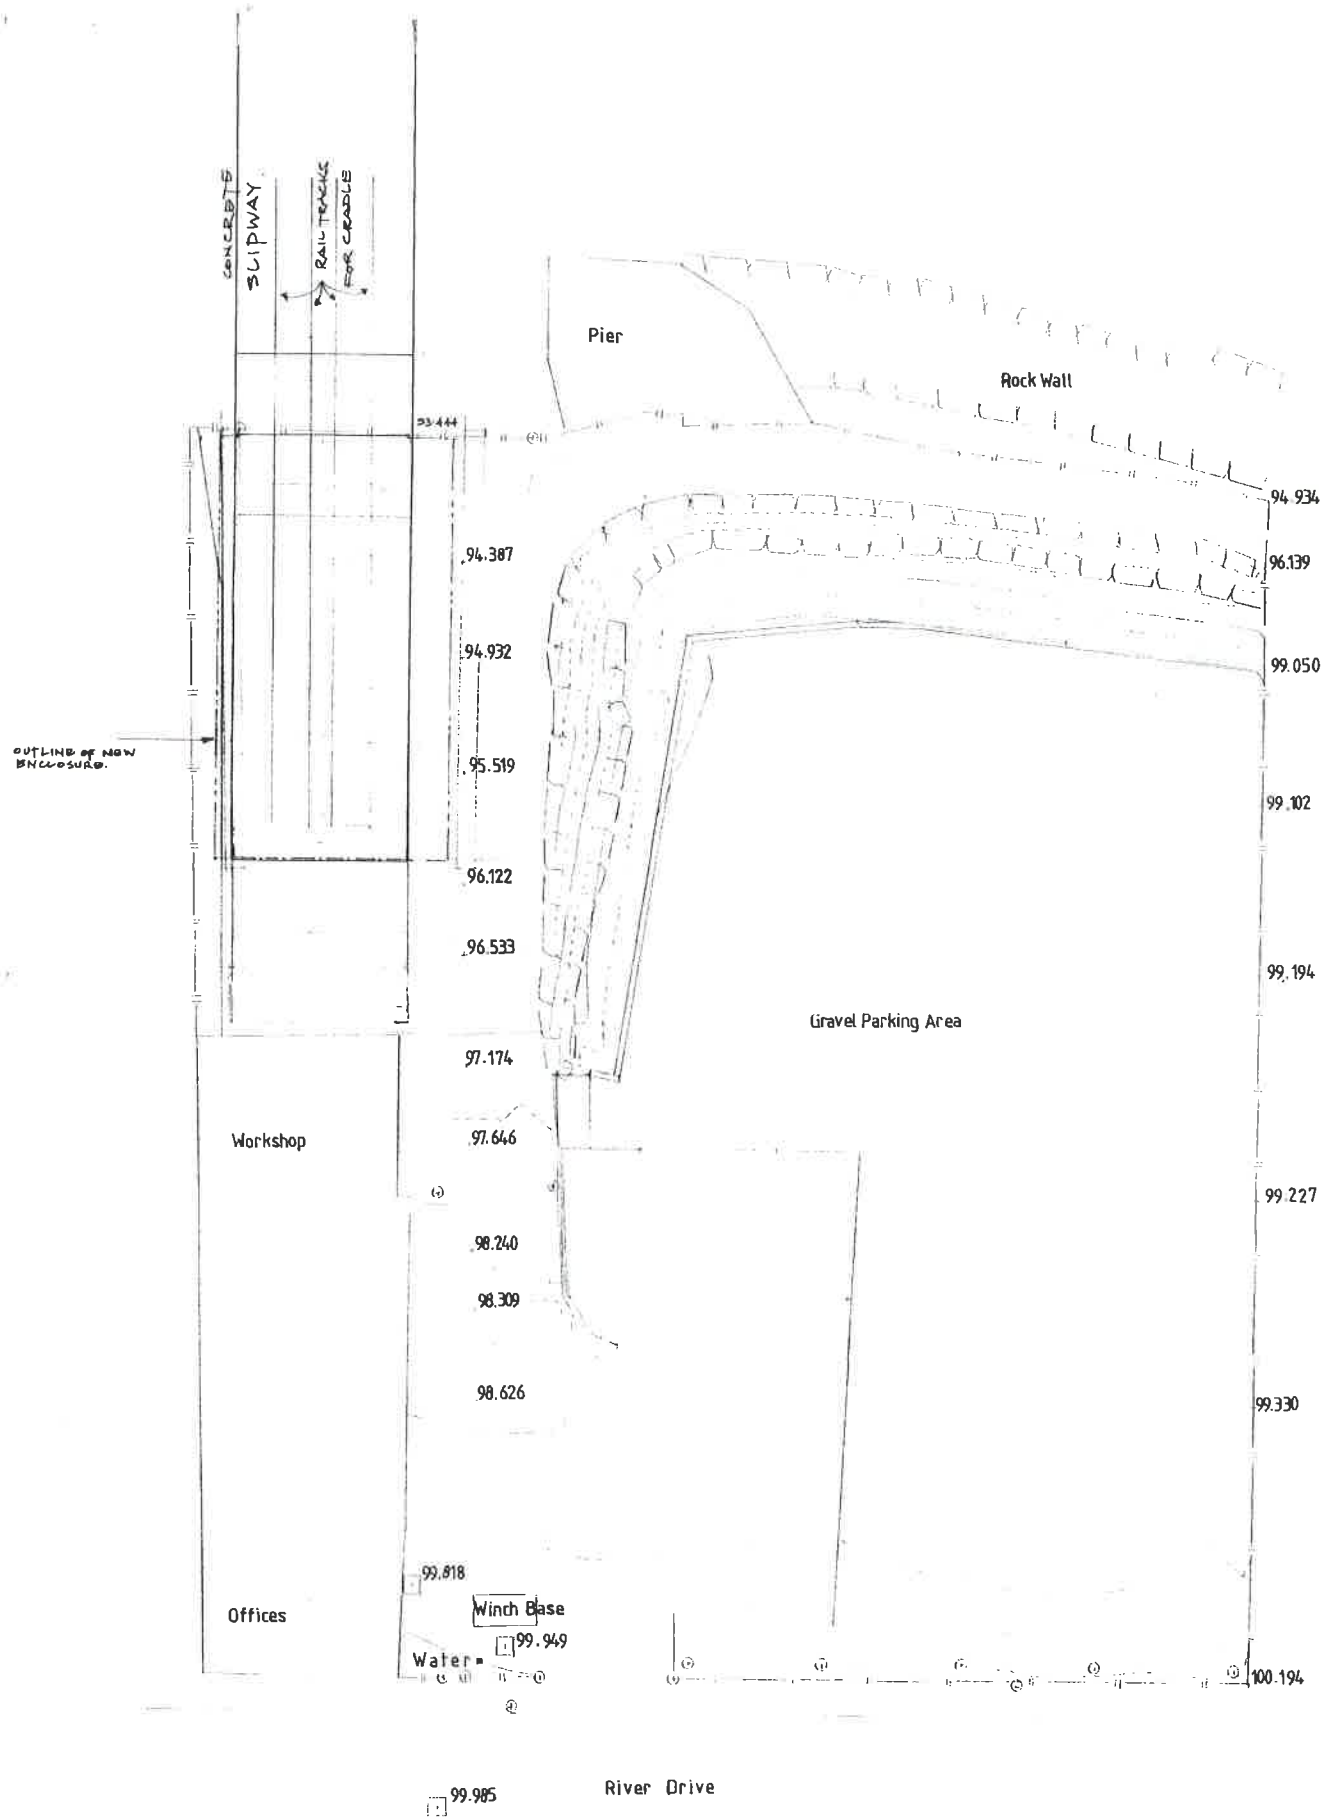 CONCRETE
SLIPWAY
RAIL TRACKS
FOR CRADLE
Pier
Rock Wall
93.444
94.934
94.387
96.139
94.932
99.050
OUTLINE OF NEW
ENCLOSURE.
95.519
99.102
96.122
96.533
99.194
Gravel Parking Area
97.174
Workshop
97.646
99.227
98.240
98.309
98.626
99.330
99.818
Offices
Winch Base
99.949
Water
100.194
River Drive
99.985